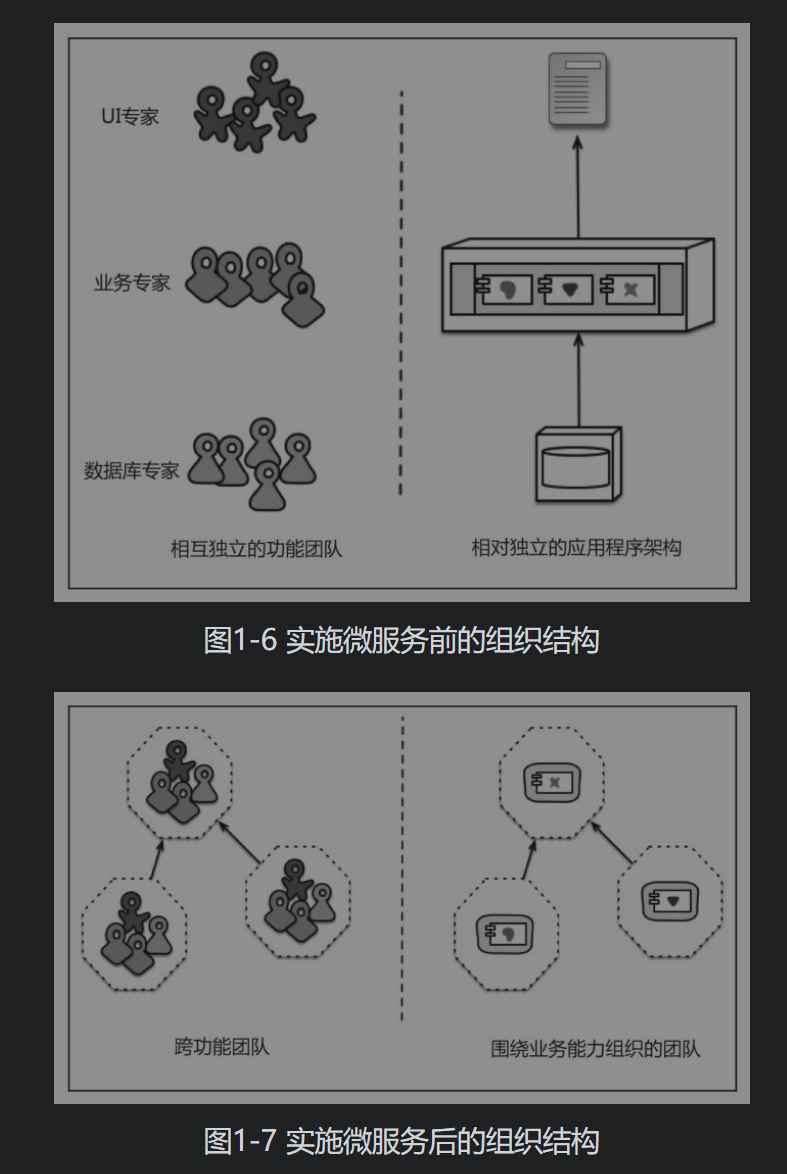 UI专家
业务专家
数据库专家
相互独立的功能团队
相对独立的应用程序架构
图1-6 实施微服务前的组织结构
跨功能团队
围绕业务能力组织的团队
图1-7 实施微服务后的组织结构